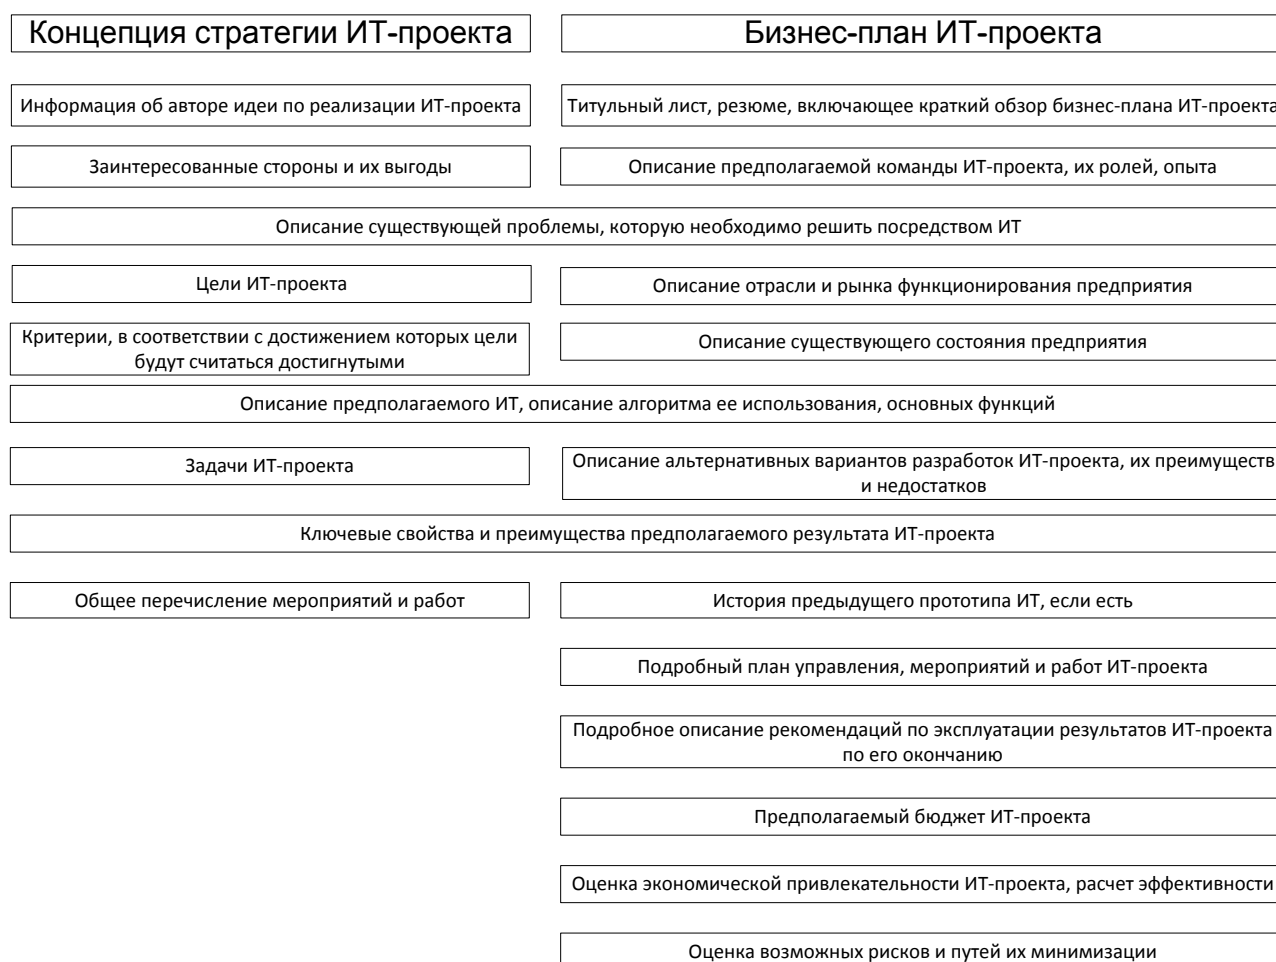 Концепция стратегии ИТ-проекта
Бизнес-план ИТ-проекта
Информация об авторе идеи по реализации ИТ-проекта
Титульный лист, резюме, включающее краткий обзор бизнес-плана ИТ-проекта
Заинтересованные стороны и их выгоды
Описание предполагаемой команды ИТ-проекта, их ролей, опыта
Описание существующей проблемы, которую необходимо решить посредством ИТ
Цели ИТ-проекта
Описание отрасли и рынка функционирования предприятия
Критерии, в соответствии с достижением которых цели
будут считаться достигнутыми
Описание существующего состояния предприятия
Описание предполагаемого ИТ, описание алгоритма ее использования, основных функций
Задачи ИТ-проекта
Описание альтернативных вариантов разработок ИТ-проекта, их преимуществ
и недостатков
Ключевые свойства и преимущества предполагаемого результата ИТ-проекта
Общее перечисление мероприятий и работ
История предыдущего прототипа ИТ, если есть
Подробный план управления, мероприятий и работ ИТ-проекта
Подробное описание рекомендаций по эксплуатации результатов ИТ-проекта
по его окончанию
Предполагаемый бюджет ИТ-проекта
Оценка экономической привлекательности ИТ-проекта, расчет эффективности
Оценка возможных рисков и путей их минимизации